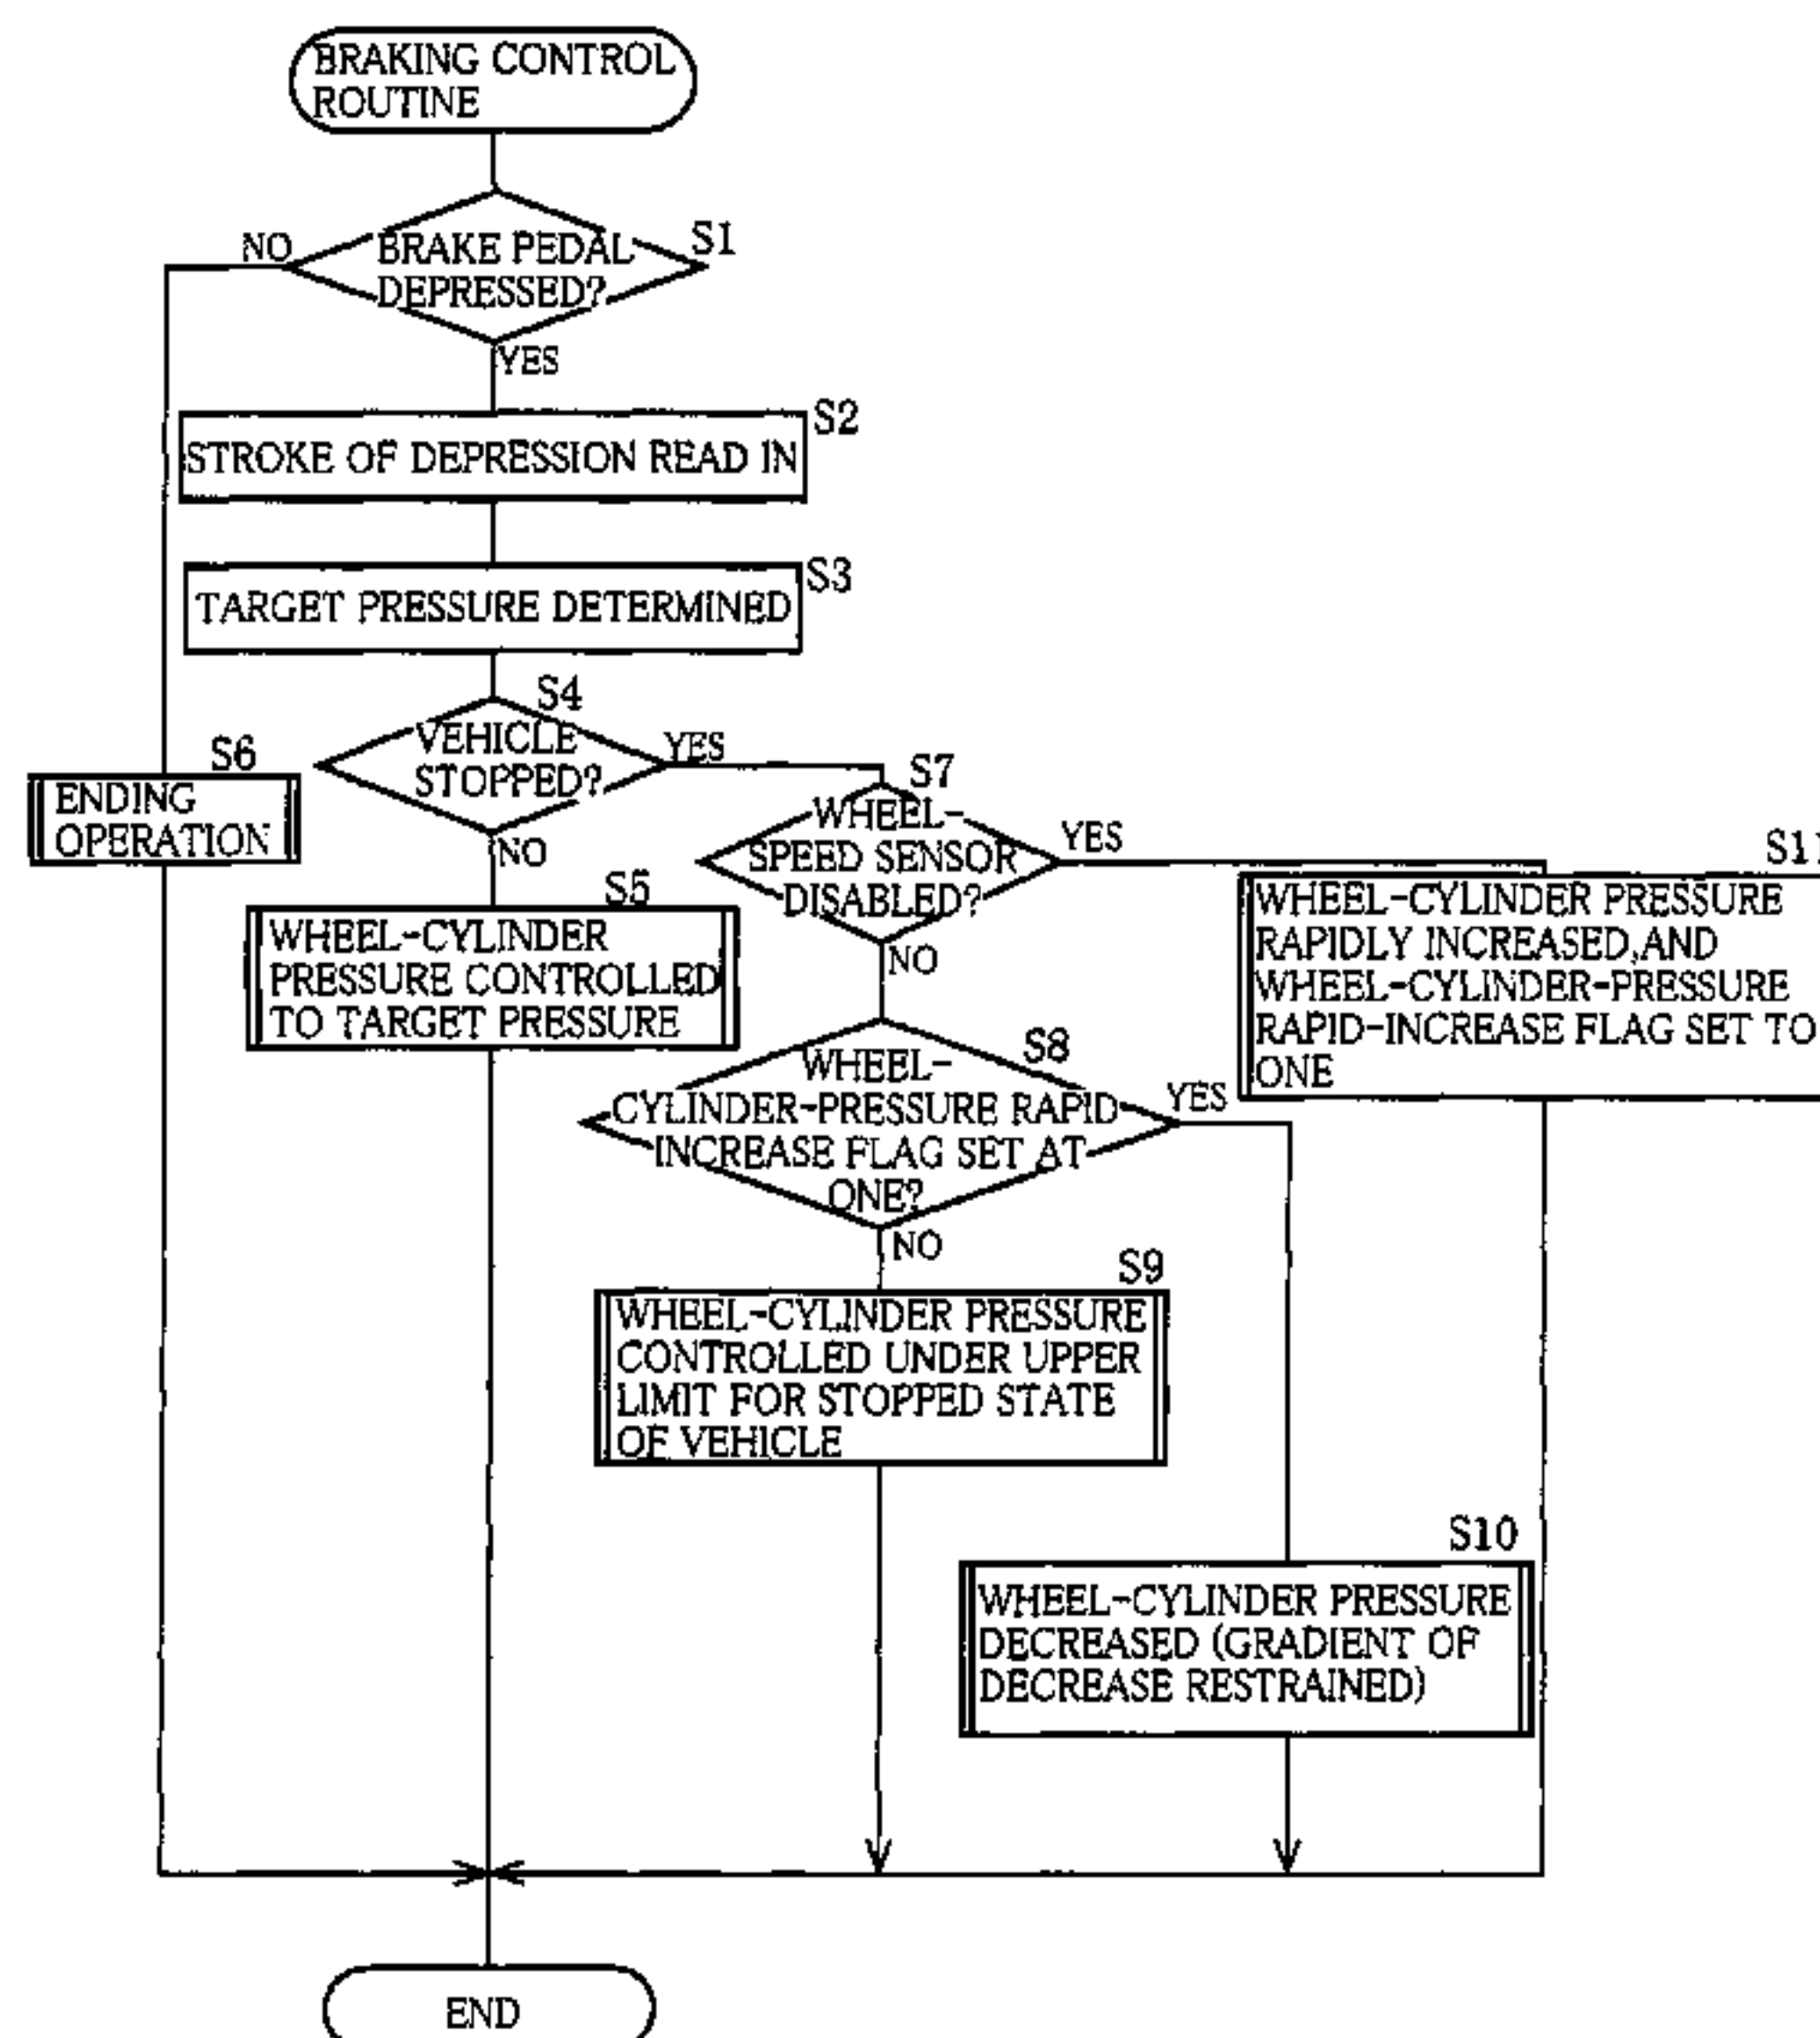 BRAKING CONTROL
ROUTINE
S1
NO
BRAKE PEDAL
DEPRESSED?
YES
S2
STROKE OF DEPRESSION READ IN
S3
TARGET PRESSURE DETERMINED
S4
VEHICLE
STOPPED?
YES
NO
S6
ENDING
OPERATION
S5
WHEEL-CYLINDER
PRESSURE CONTROLLED
TO TARGET PRESSURE
S7
WHEEL-
SPEED SENSOR
DISABLED?
YES
NO
S11
WHEEL-CYLINDER PRESSURE
RAPIDLY INCREASED,AND
WHEEL-CYLINDER-PRESSURE
RAPID-INCREASE FLAG SET TO
ONE
S8
WHEEL-
CYLINDER-PRESSURE RAPID
INCREASE FLAG SET AT
ONE?
YES
NO
S9
WHEEL-CYLINDER PRESSURE
CONTROLLED UNDER UPPER
LIMIT FOR STOPPED STATE
OF VEHICLE
S10
WHEEL-CYLINDER PRESSURE
DECREASED (GRADIENT OF
DECREASE RESTRAINED)
END